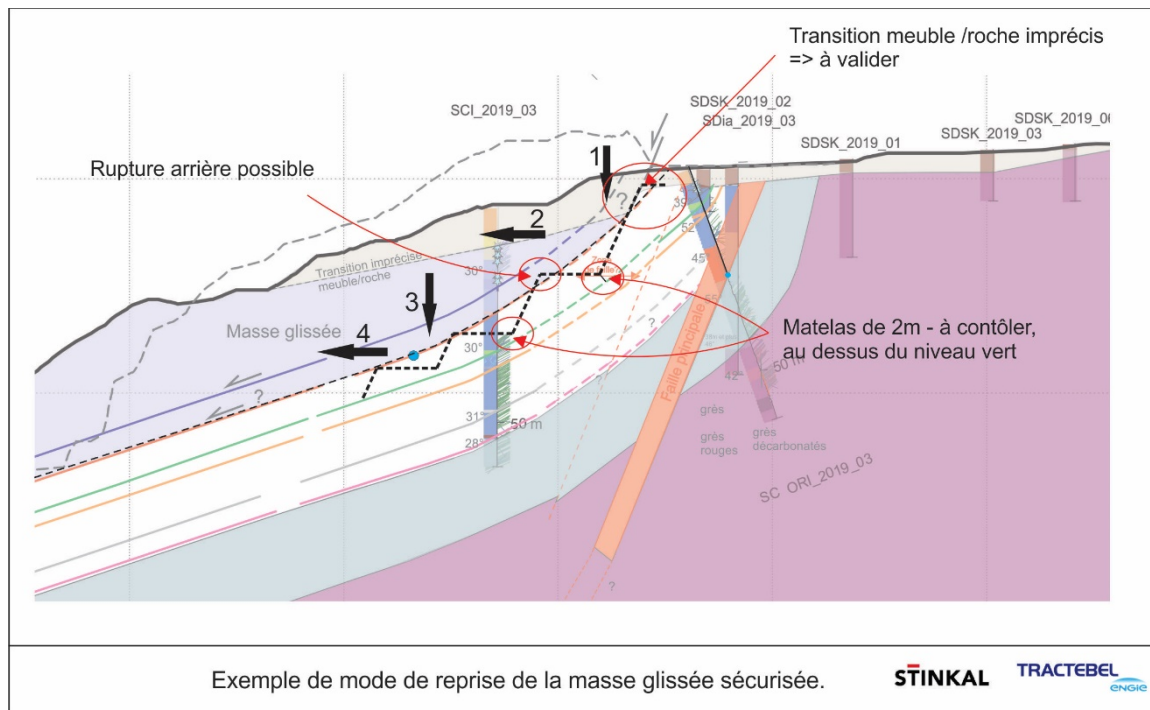 Transition meuble /roche imprécis
=> à valider
SCI_2019_03
SDSK_2019_02
SDia_2019_03
SDSK_2019_01
SDSK_2019_03
SDSK_2019_06
Rupture arrière possible
1
?
2
39
52
45
30°
Transition imprécise
meuble/roche
3
Masse glissée
4
Matelas de 2m - à contôler,
au dessus du niveau vert
30°
?
?
Faille principale
42
50 m
31°
50 m
28°
grès
grès
rouges
grès
décarbonatés
SC_ORI_2019_03
?
Exemple de mode de reprise de la masse glissée sécurisée.
STINKAL
TRACTEBEL
ENGIE